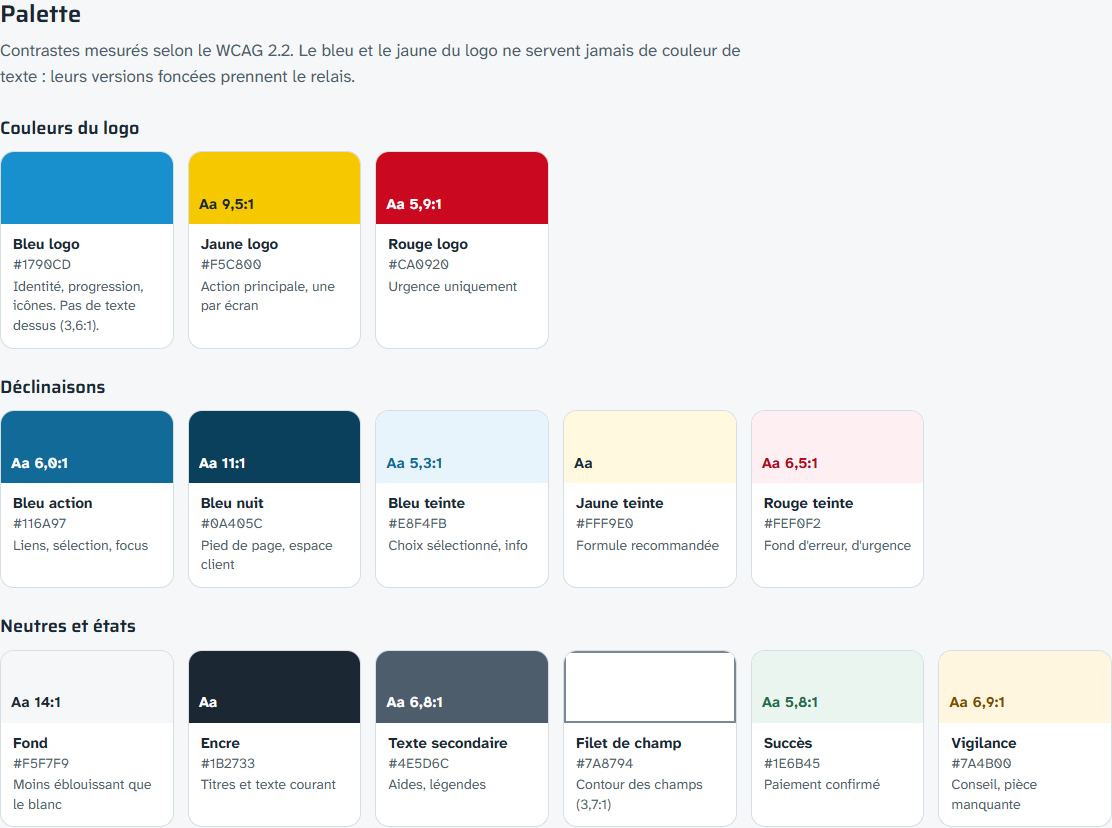 Palette
Contrastes mesurés selon le WCAG 2.2. Le bleu et le jaune du logo ne servent jamais de couleur de
texte : leurs versions foncées prennent le relais.
Couleurs du logo
Aa 9,5:1
Aa 5,9:1
Bleu logo
#1790CD
Identité, progression,
icônes. Pas de texte
dessus (3,6:1).
Jaune logo
#F5C800
Action principale, une
par écran
Rouge logo
#CA0920
Urgence uniquement
Déclinaisons
Aa 6,0:1
Bleu action
#116A97
Liens, sélection, focus
Aa 11:1
Bleu nuit
#0A405C
Pied de page, espace
client
Aa 5,3:1
Bleu teinte
#E8F4FB
Choix sélectionné, info
Aa
Jaune teinte
#FFF9E0
Formule recommandée
Aa 6,5:1
Rouge teinte
#FEF0F2
Fond d'erreur, d'urgence
Neutres et états
Aa 14:1
Fond
#F5F7F9
Moins éblouissant que
le blanc
Aa
Encre
#1B2733
Titres et texte courant
Aa 6,8:1
Texte secondaire
#4E5D6C
Aides, légendes
Filet de champ
#7A8794
Contour des champs
(3,7:1)
Aa 5,8:1
Succès
#1E6B45
Paiement confirmé
Aa 6,9:1
Vigilance
#7A4B00
Conseil, pièce
manquante